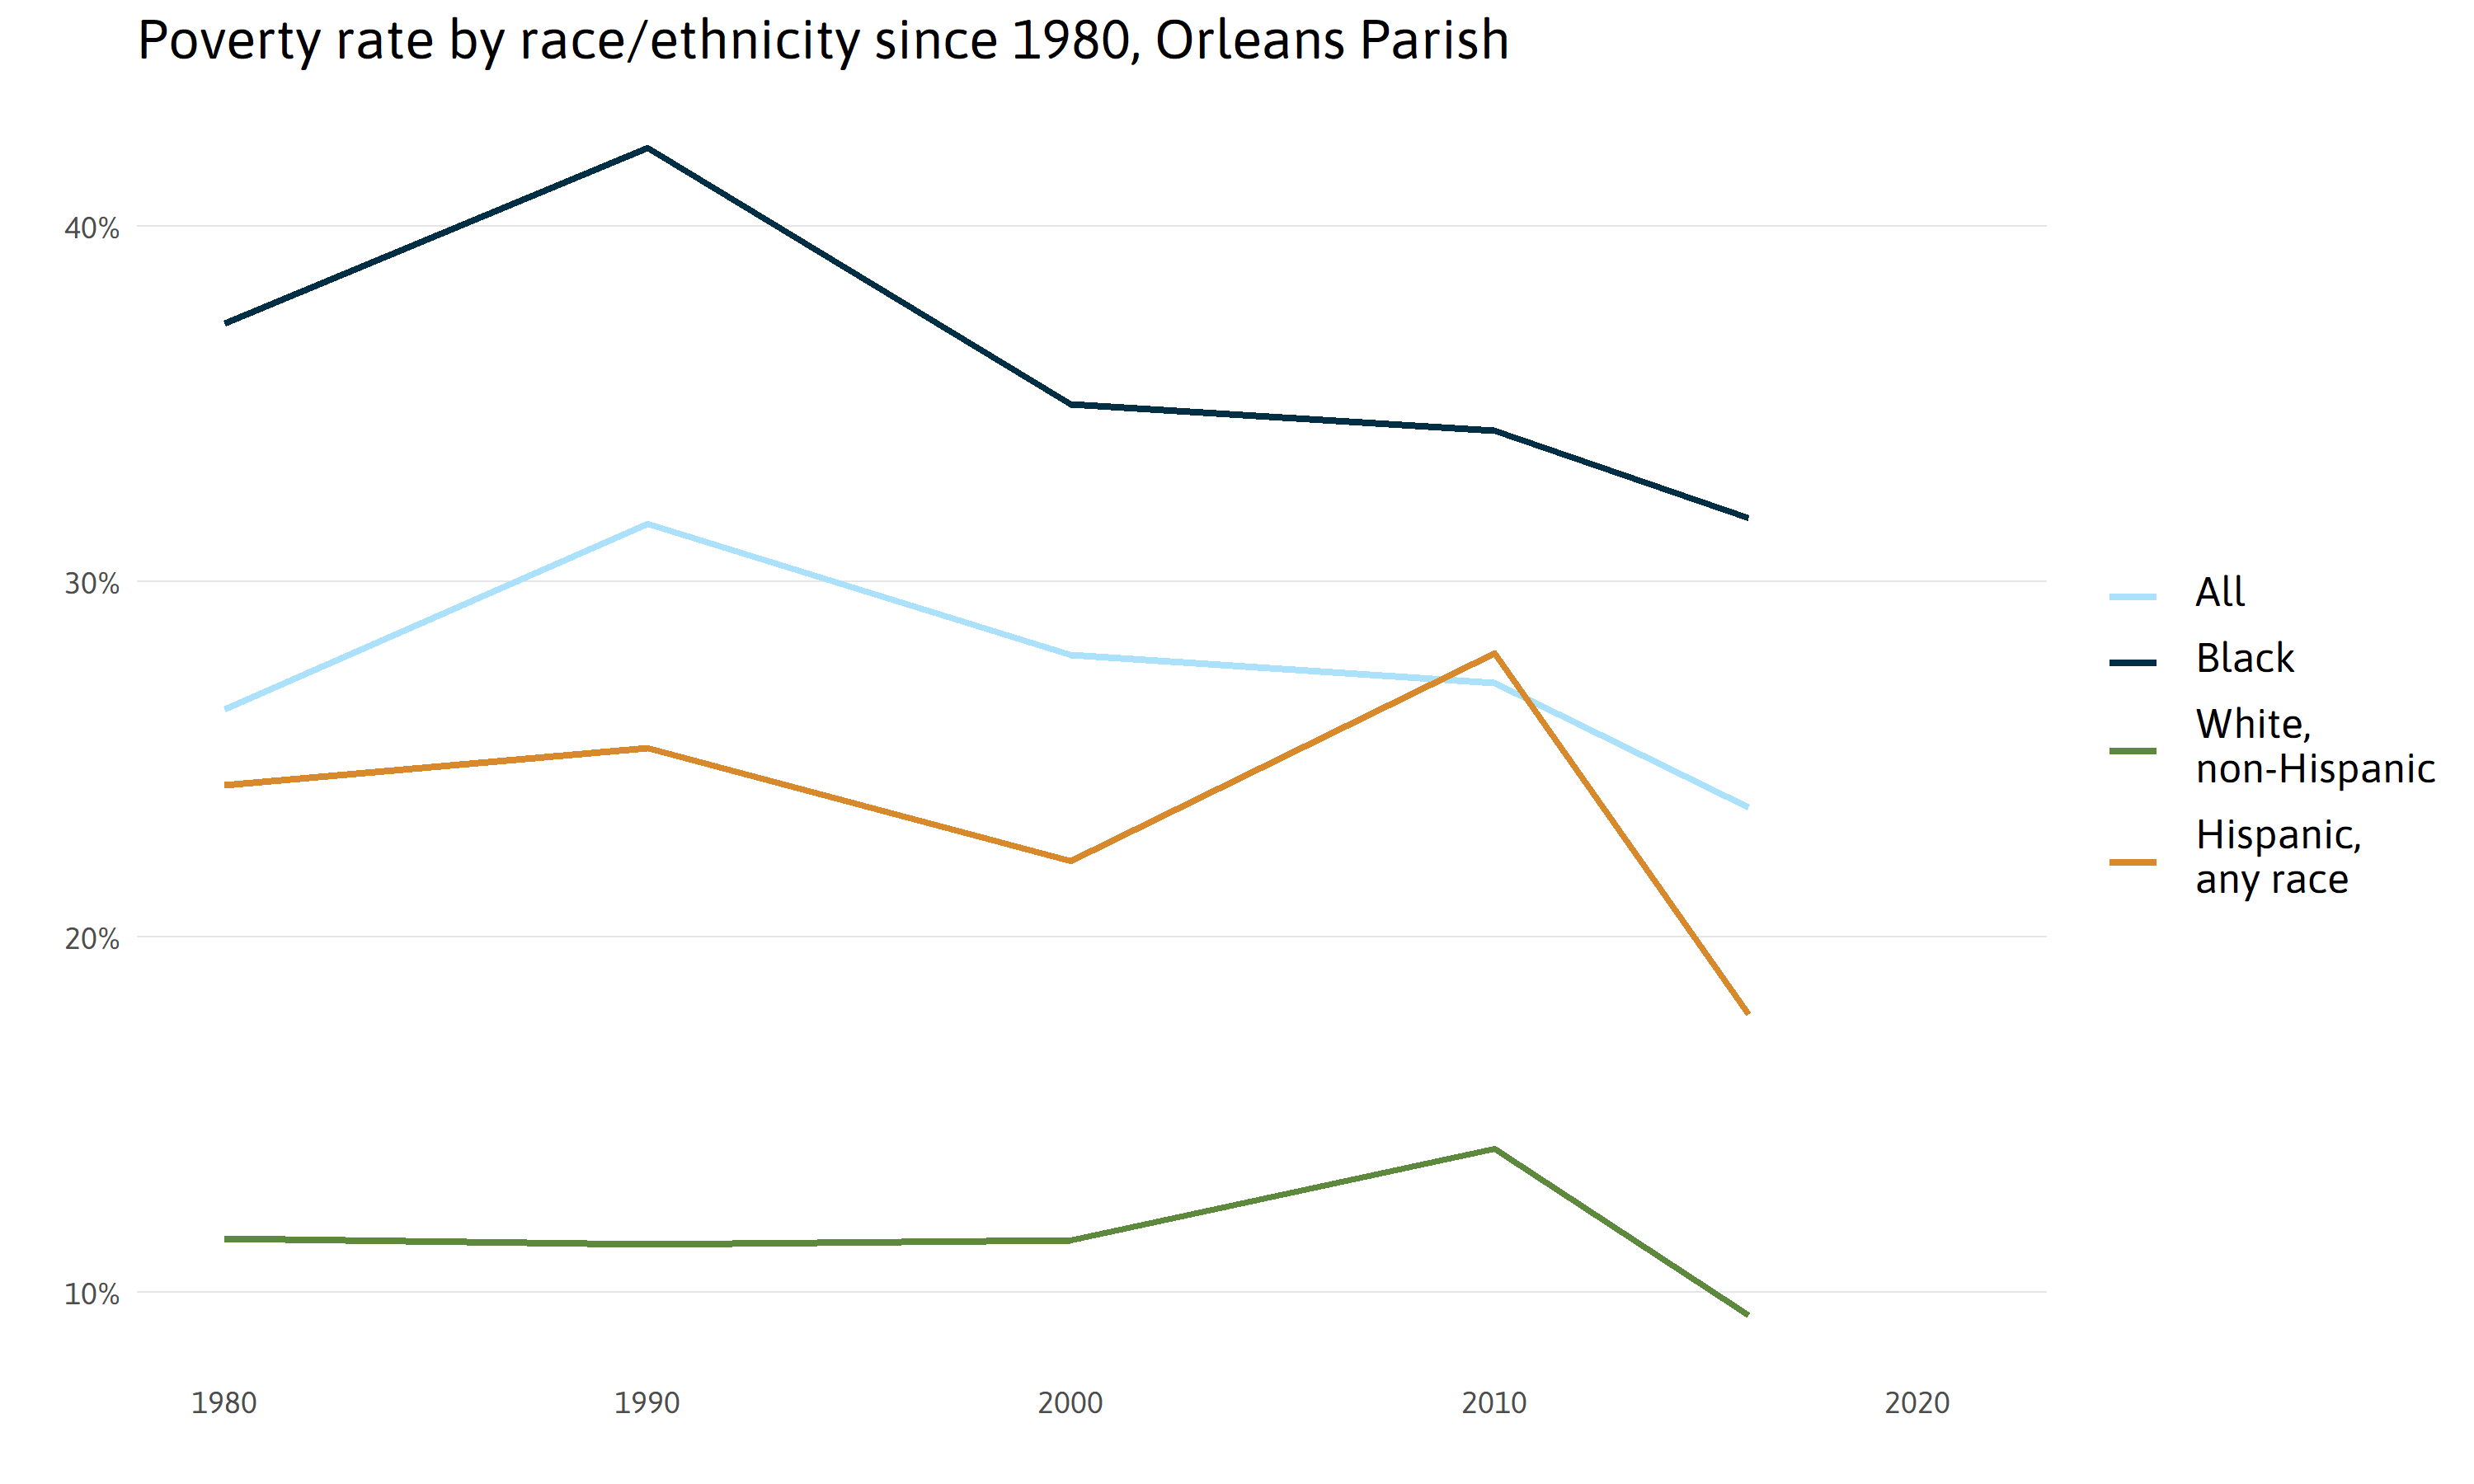 Poverty rate by race/ethnicity since 1980, Orleans Parish
40%
30%
20%
10%
1980
1990
2000
2010
2020
All
Black
White,
non-Hispanic
Hispanic,
any race